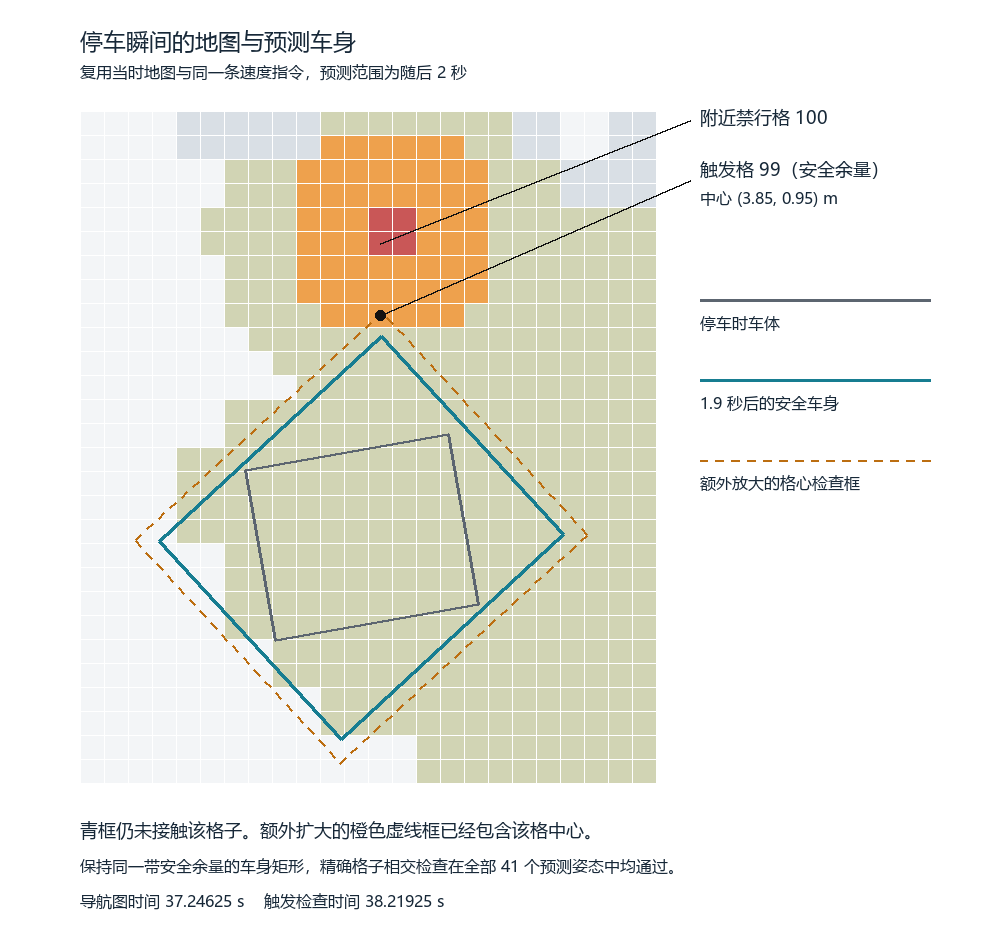 停车瞬间的地图与预测车身
复用当时地图与同一条速度指令，预测范围为随后 2 秒
附近禁行格 100
触发格 99（安全余量）
中心 (3.85, 0.95) m
停车时车体
1.9 秒后的安全车身
额外放大的格心检查框
青框仍未接触该格子。额外扩大的橙色虚线框已经包含该格中心。
保持同一带安全余量的车身矩形，精确格子相交检查在全部 41 个预测姿态中均通过。
导航图时间 37.24625 s 触发检查时间 38.21925 s